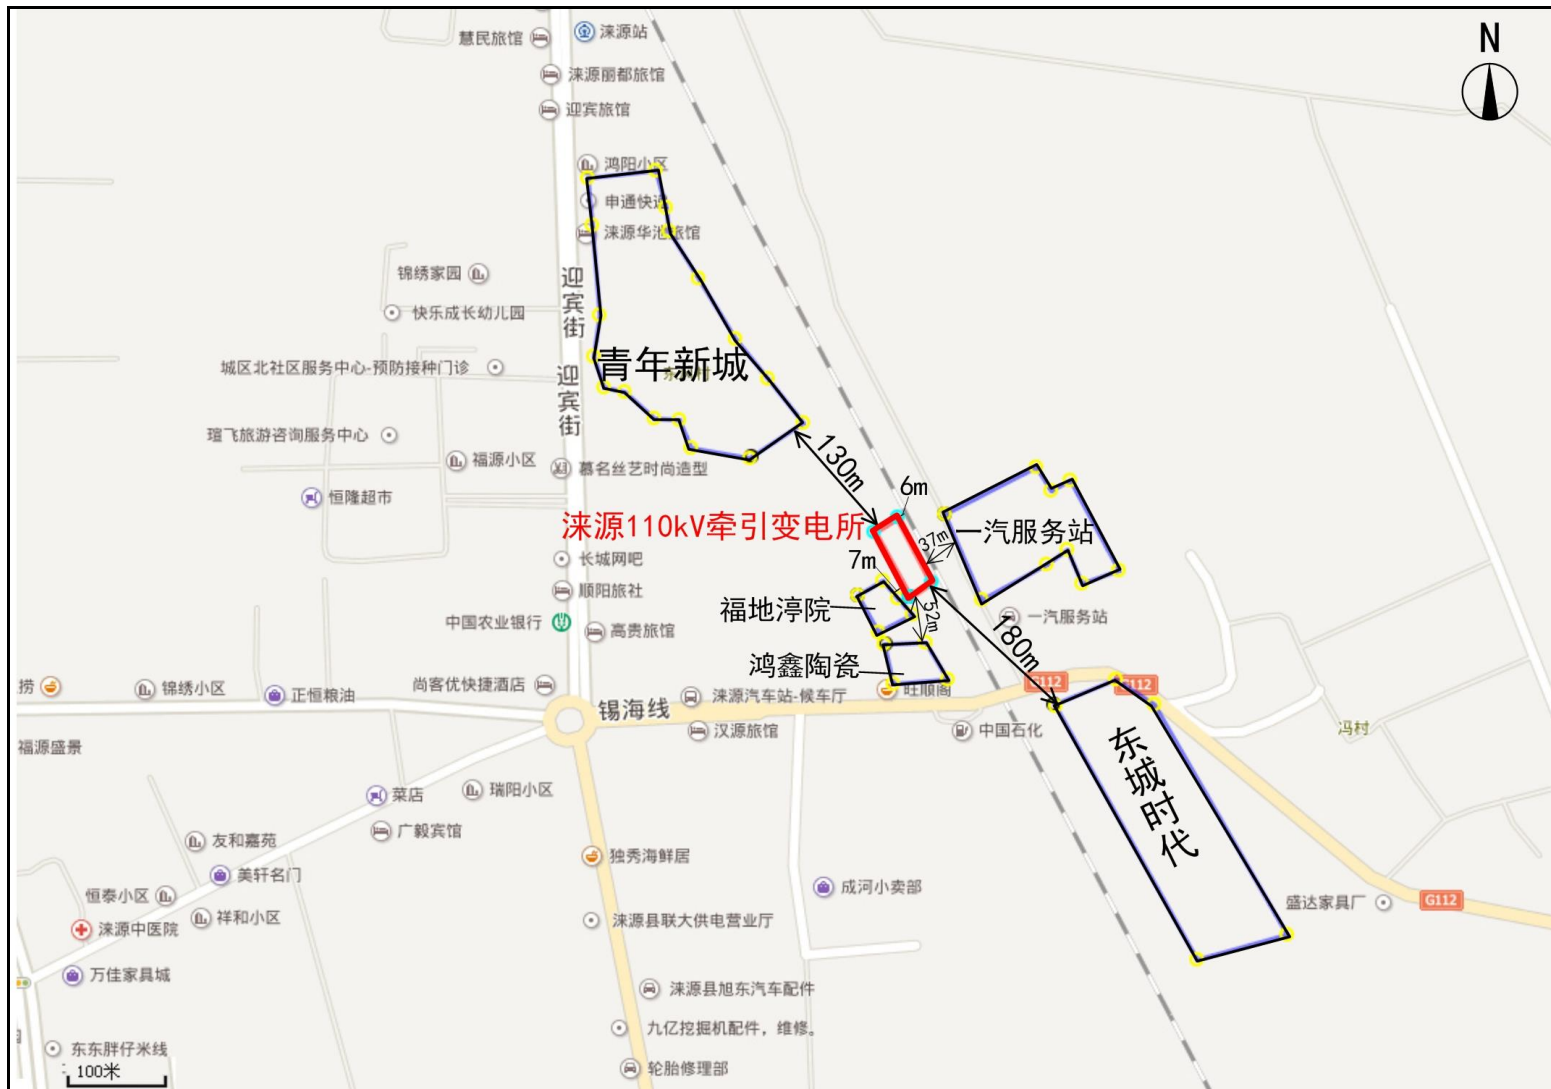 慧民旅馆
涞源站
N
涞源丽都旅馆
迎宾旅馆
鸿阳小区
申通快递
涞源华池旅馆
锦绣家园
迎宾街
快乐成长幼儿园
青年新城
城区北社区服务中心-预防接种门诊
迎宾街
瑄飞旅游咨询服务中心
130m
福源小区
慕名丝艺时尚造型
6m
恒隆超市
涞源110kV牵引变电所
一汽服务站
37m
长城网吧
7m
顺阳旅社
福地渟院
52m
中国农业银行
高贵旅馆
一汽服务站
180m
鸿鑫陶瓷
捞
锦绣小区
正恒粮油
尚客优快捷酒店
涞源汽车站-候车厅
旺顺阁
G112
G112
锡海线
福源盛景
汉源旅馆
中国石化
冯村
东城时代
菜店
瑞阳小区
友和嘉苑
广毅宾馆
独秀海鲜居
美轩名门
恒泰小区
成河小卖部
盛达家具厂
G112
涞源中医院
祥和小区
涞源县联大供电营业厅
万佳家具城
涞源县旭东汽车配件
九亿挖掘机配件，维修。
东东胖仔米线
轮胎修理部
100米